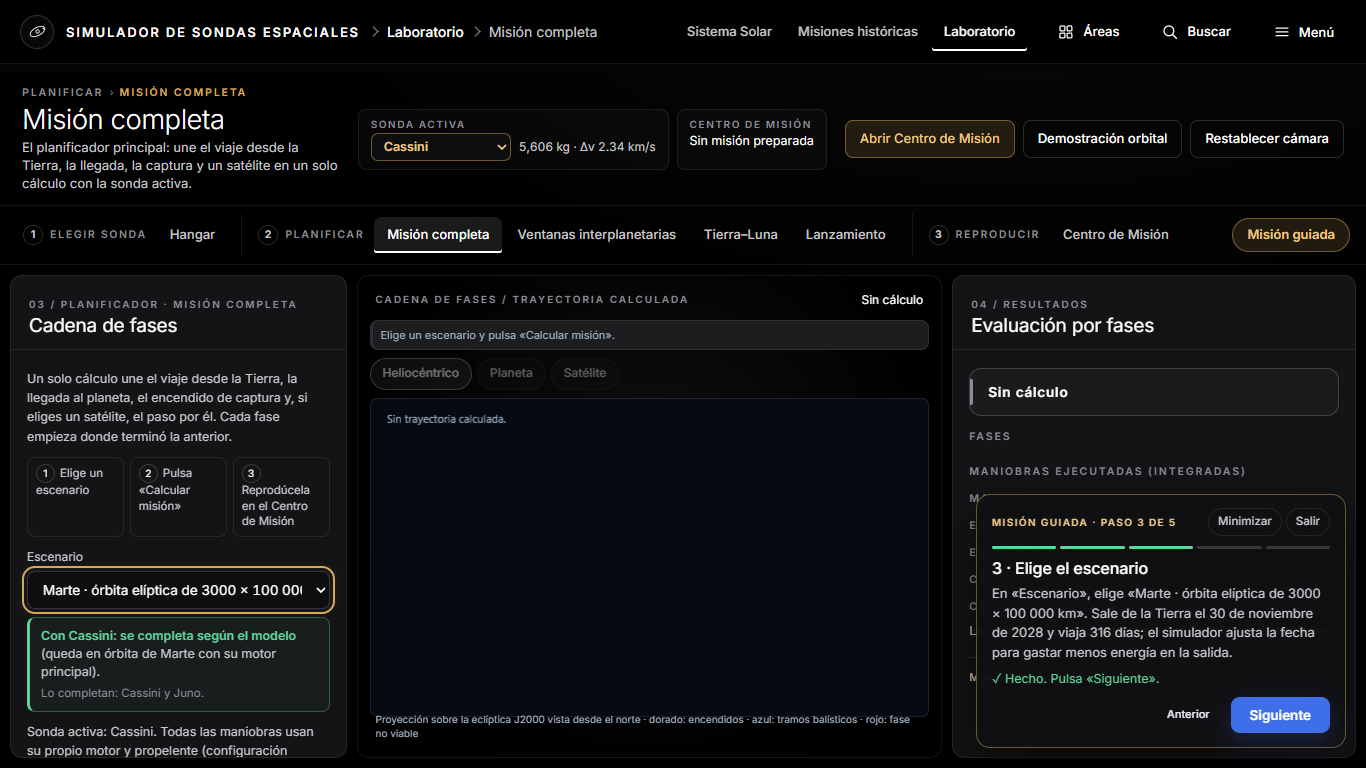 SIMULADOR DE SONDAS ESPACIALES > Laboratorio > Misión completa
Sistema Solar
Misiones históricas
Laboratorio
Áreas
Buscar
Menú
PLANIFICAR > MISIÓN COMPLETA
Misión completa
El planificador principal: une el viaje desde la
Tierra, la llegada, la captura y un satélite en un solo
cálculo con la sonda activa.
SONDA ACTIVA
Cassini
5,606 kg · Δv 2.34 km/s
CENTRO DE MISIÓN
Sin misión preparada
Abrir Centro de Misión
Demostración orbital
Restablecer cámara
1 ELEGIR SONDA
Hangar
2 PLANIFICAR
Misión completa
Ventanas interplanetarias
Tierra–Luna
Lanzamiento
3 REPRODUCIR
Centro de Misión
Misión guiada
03 / PLANIFICADOR · MISIÓN COMPLETA
Cadena de fases
Un solo cálculo une el viaje desde la Tierra, la
llegada al planeta, el encendido de captura y, si
eliges un satélite, el paso por él. Cada fase
empieza donde terminó la anterior.
1 Elige un
escenario
2 Pulsa
«Calcular
misión»
3
Reprodúcela
en el Centro
de Misión
Escenario
Marte · órbita elíptica de 3000 × 100 00
Con Cassini: se completa según el modelo
(queda en órbita de Marte con su motor
principal).
Lo completan: Cassini y Juno.
Sonda activa: Cassini. Todas las maniobras usan
su propio motor y propelente (configuración
CADENA DE FASES / TRAYECTORIA CALCULADA
Sin cálculo
Elige un escenario y pulsa «Calcular misión».
Heliocéntrico
Planeta
Satélite
Sin trayectoria calculada.
Proyección sobre la eclíptica J2000 vista desde el norte · dorado: encendidos · azul: tramos balísticos · rojo: fase
no viable
04 / RESULTADOS
Evaluación por fases
Sin cálculo
FASES
MANIOBRAS EJECUTADAS (INTEGRADAS)
MISIÓN GUIADA · PASO 3 DE 5
Minimizar
Salir
3 · Elige el escenario
En «Escenario», elige «Marte · órbita elíptica de 3000
× 100 000 km». Sale de la Tierra el 30 de noviembre
de 2028 y viaja 316 días; el simulador ajusta la fecha
para gastar menos energía en la salida.
✓ Hecho. Pulsa «Siguiente».
Anterior
Siguiente